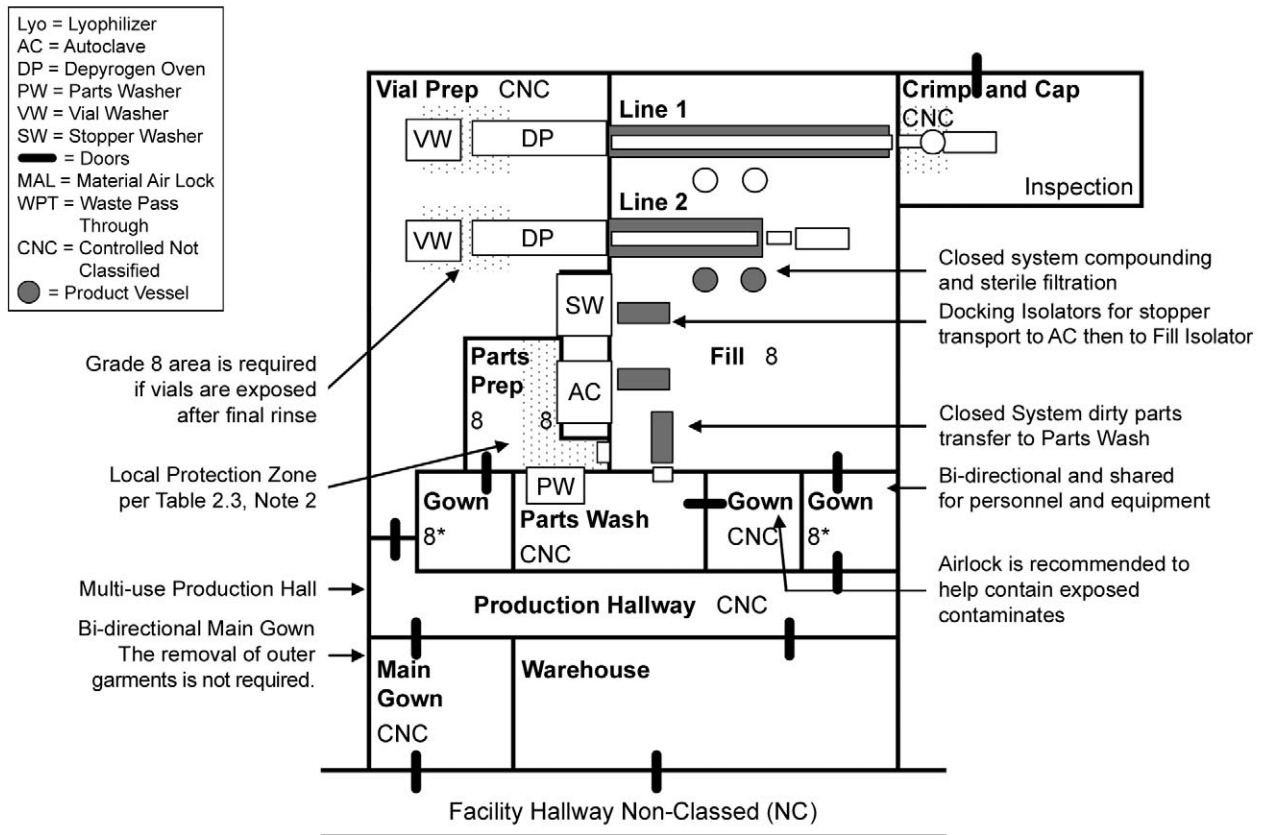 Lyo = Lyophilizer
AC = Autoclave
DP = Depyrogen Oven
PW = Parts Washer
VW = Vial Washer
SW = Stopper Washer
= Doors
MAL = Material Air Lock
WPT = Waste Pass
Through
CNC = Controlled Not
Classified
= Product Vessel
Vial Prep CNC
VW
DP
Line 1
Crimp and Cap
CNC
Inspection
VW
DP
Line 2
SW
Fill 8
Parts
Prep
8
8
AC
Closed system compounding
and sterile filtration
Docking Isolators for stopper
transport to AC then to Fill Isolator
Grade 8 area is required
if vials are exposed
after final rinse
Closed System dirty parts
transfer to Parts Wash
Local Protection Zone
per Table 2.3, Note 2
Bi-directional and shared
for personnel and equipment
Gown
8*
PW
Parts Wash
CNC
Gown
CNC
Gown
8*
Airlock is recommended to
help contain exposed
contaminates
Multi-use Production Hall
Production Hallway CNC
Bi-directional Main Gown
The removal of outer
garments is not required.
Main
Gown
CNC
Warehouse
Facility Hallway Non-Classed (NC)